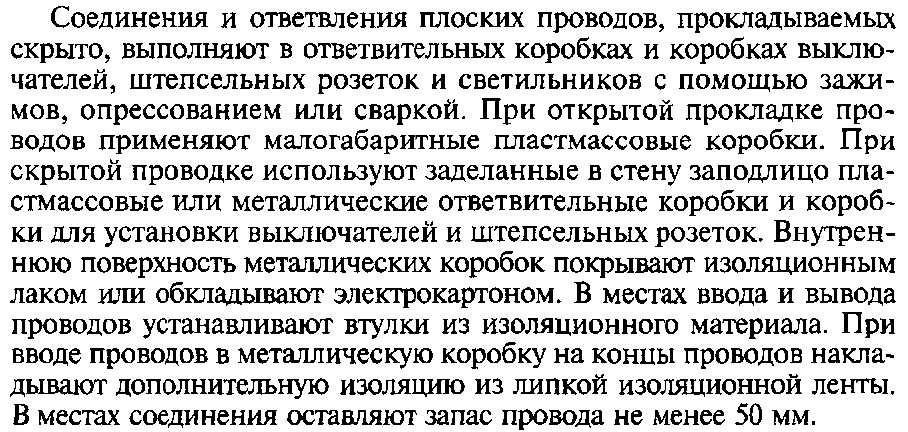 Соединения и ответвления плоских проводов, прокладываемых
скрыто, выполняют в ответвительных коробках и коробках выклю-
чателей, штепсельных розеток и светильников с помощью зажи-
мов, опрессованием или сваркой. При открытой прокладке про-
водов применяют малогабаритные пластмассовые коробки. При
скрытой проводке используют заделанные в стену заподлицо пла-
стмассовые или металлические ответвительные коробки и короб-
ки для установки выключателей и штепсельных розеток. Внутрен-
нюю поверхность металлических коробок покрывают изоляционным
лаком или обкладывают электрокартоном. В местах ввода и вывода
проводов устанавливают втулки из изоляционного материала. При
вводе проводов в металлическую коробку на концы проводов накла-
дывают дополнительную изоляцию из липкой изоляционной ленты.
В местах соединения оставляют запас провода не менее 50 мм.